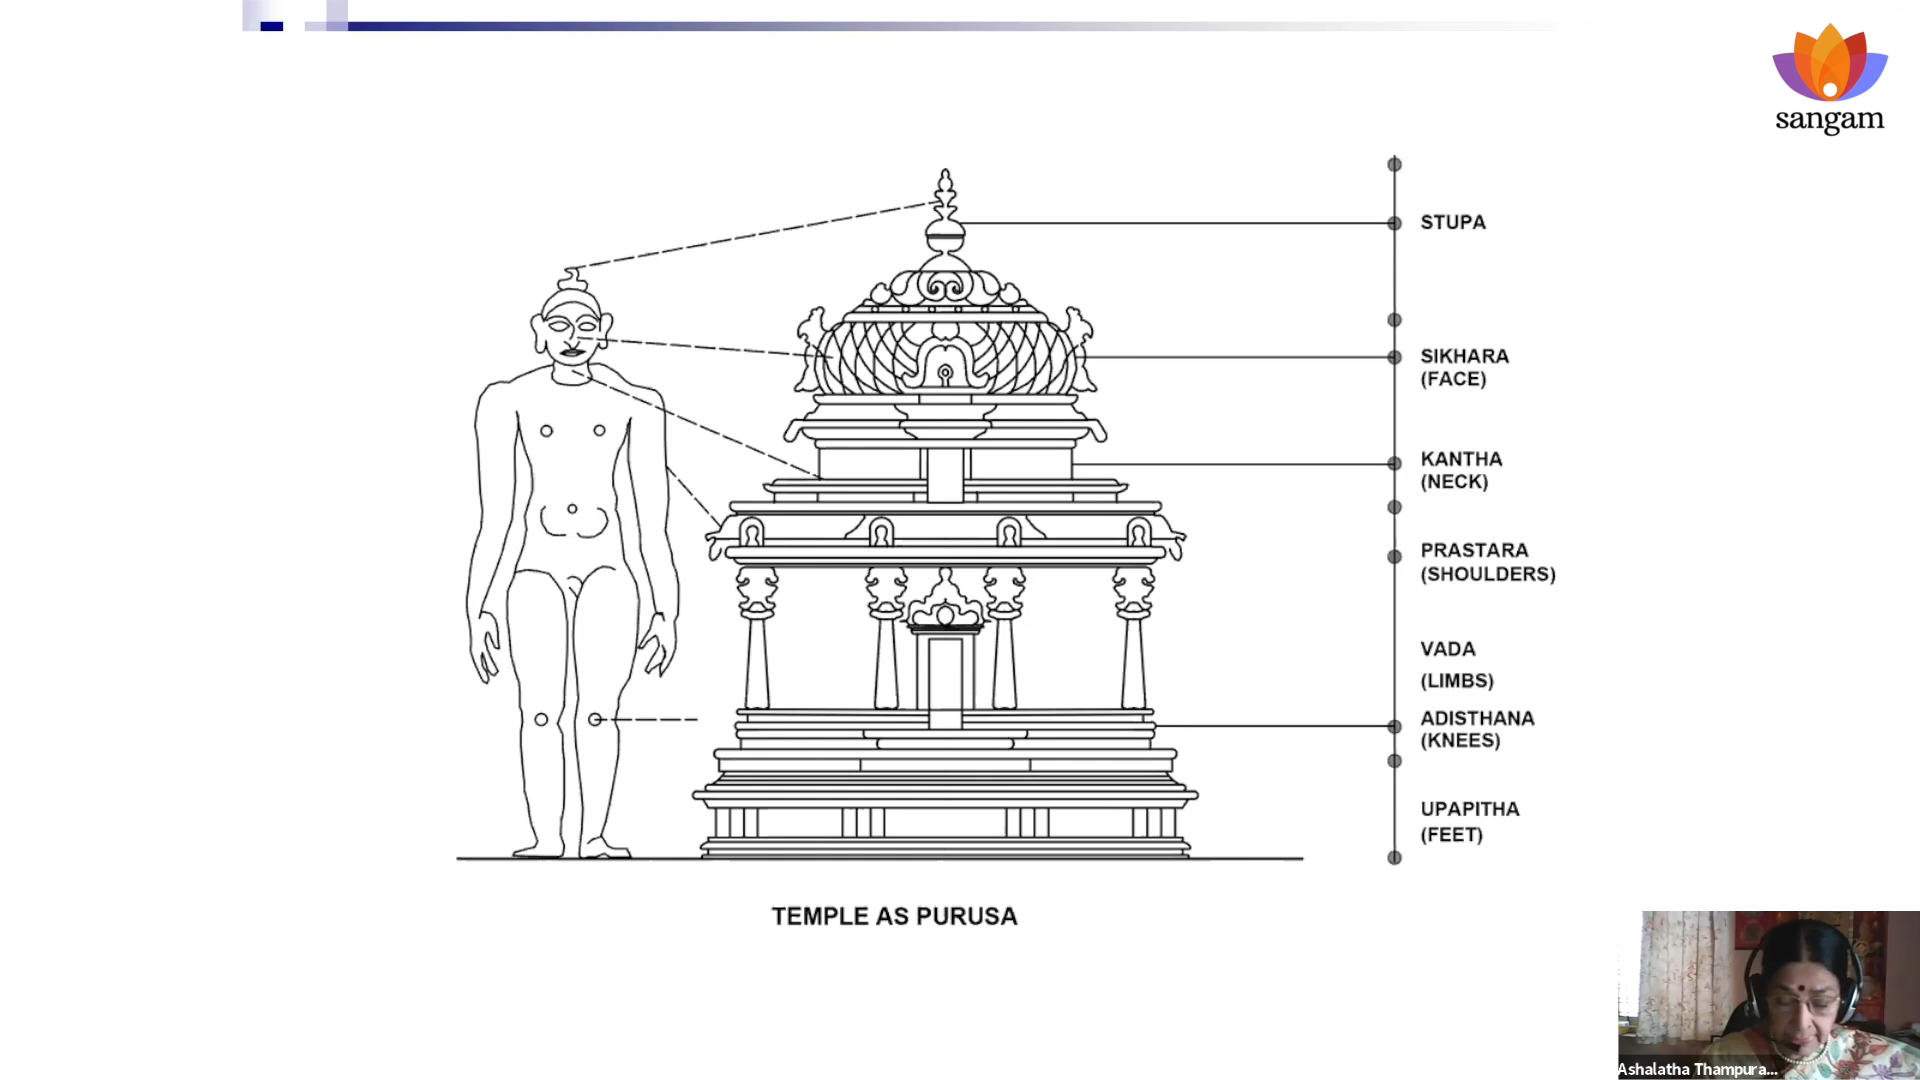 sangam
STUPA
SIKHARA
(FACE)
KANTHA
(NECK)
PRASTARA
(SHOULDERS)
VADA
(LIMBS)
ADISTHANA
(KNEES)
UPAPITHA
(FEET)
TEMPLE AS PURUSA
Ashalatha Thampura...